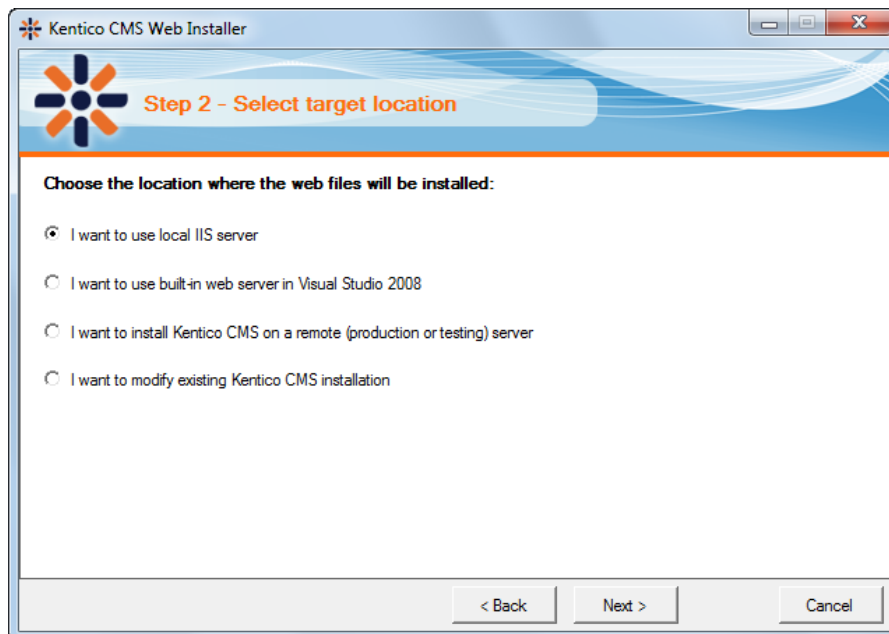 Kentico CMS Web Installer
Step 2 - Select target location
Choose the location where the web files will be installed:
I want to use local IIS server
I want to use built-in web server in Visual Studio 2008
I want to install Kentico CMS on a remote (production or testing) server
I want to modify existing Kentico CMS installation
< Back Next > Cancel